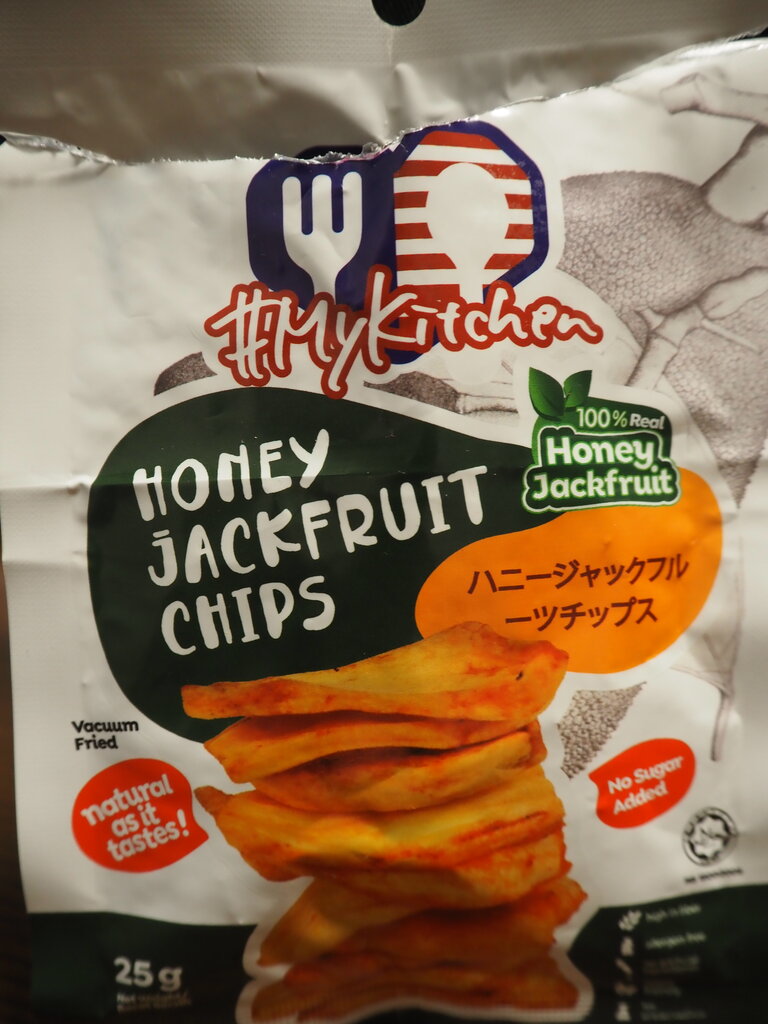 #MyKitchen
100% Real
Honey
Jackfruit
HONEY
JACKFRUIT
CHIPS
ハニージャックフル
ーツチップス
Vacuum
Fried
natural
as it
tastes!
No Sugar
Added
25 g